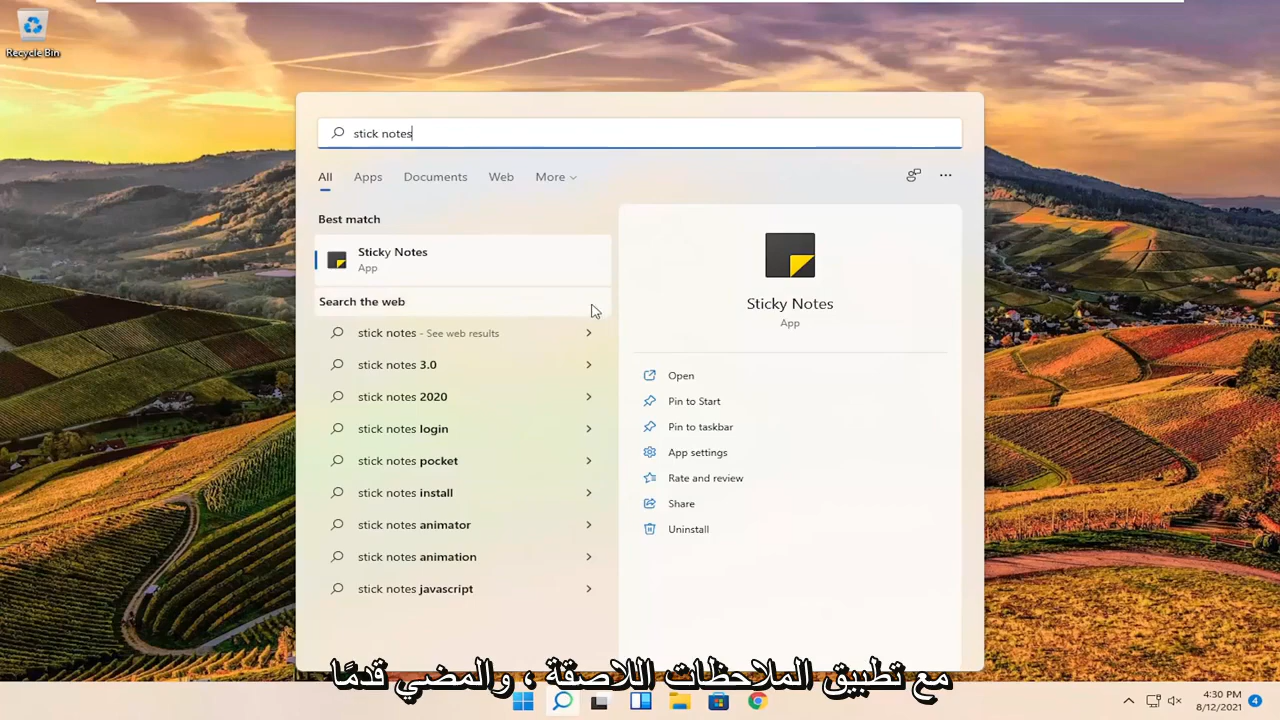 Recycle Bin
stick notes
All Apps Documents Web More
Best match
Sticky Notes
App
Search the web
stick notes - See web results
stick notes 3.0
stick notes 2020
stick notes login
stick notes pocket
stick notes install
stick notes animator
stick notes animation
stick notes javascript
Sticky Notes
App
Open
Pin to Start
Pin to taskbar
App settings
Rate and review
Share
Uninstall
مع تطبيق الملاحظات اللاصقة ، والمضي قدمًا
4:30 PM
8/12/2021
4